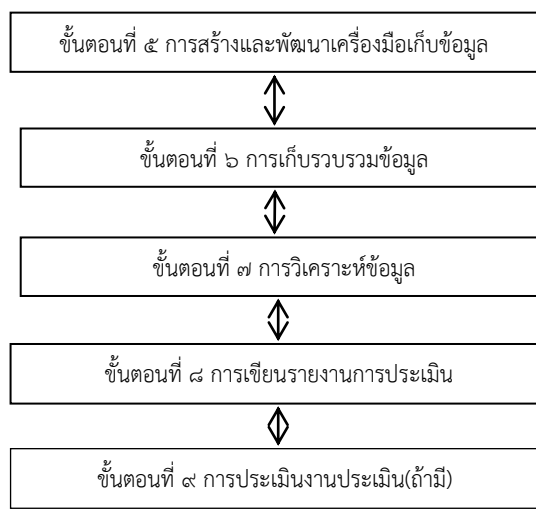 ขั้นตอนที่ ๕ การสร้างและพัฒนาเครื่องมือเก็บข้อมูล
ขั้นตอนที่ ๖ การเก็บรวบรวมข้อมูล
ขั้นตอนที่ ๗ การวิเคราะห์ข้อมูล
ขั้นตอนที่ ๘ การเขียนรายงานการประเมิน
ขั้นตอนที่ ๙ การประเมินงานประเมิน(ถ้ามี)